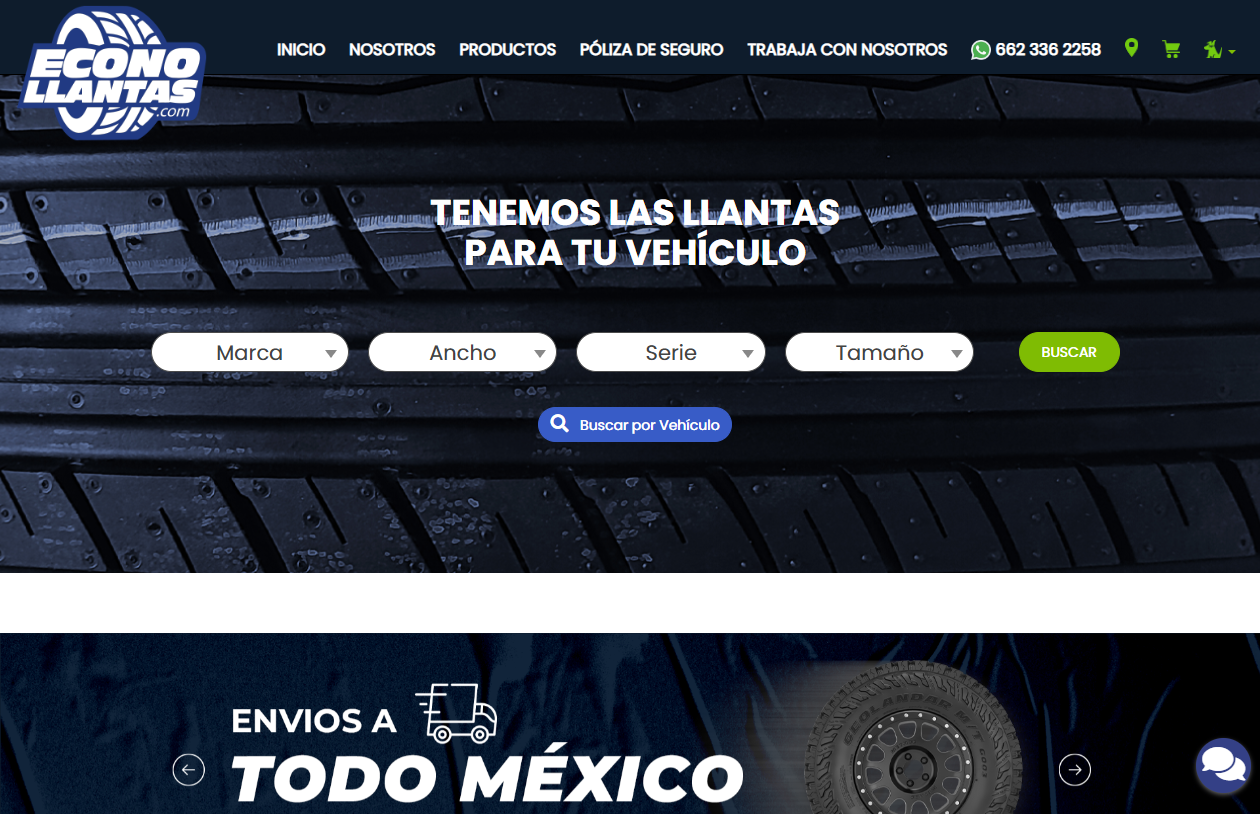 ECONO
LLANTAS
.com
INICIO
NOSOTROS
PRODUCTOS
PÓLIZA DE SEGURO
TRABAJA CON NOSOTROS
662 336 2258
TENEMOS LAS LLANTAS
PARA TU VEHÍCULO
Marca
Ancho
Serie
Tamaño
BUSCAR
Buscar por Vehículo
ENVIOS A
TODO MÉXICO
GEOLANDAR M/T
G003